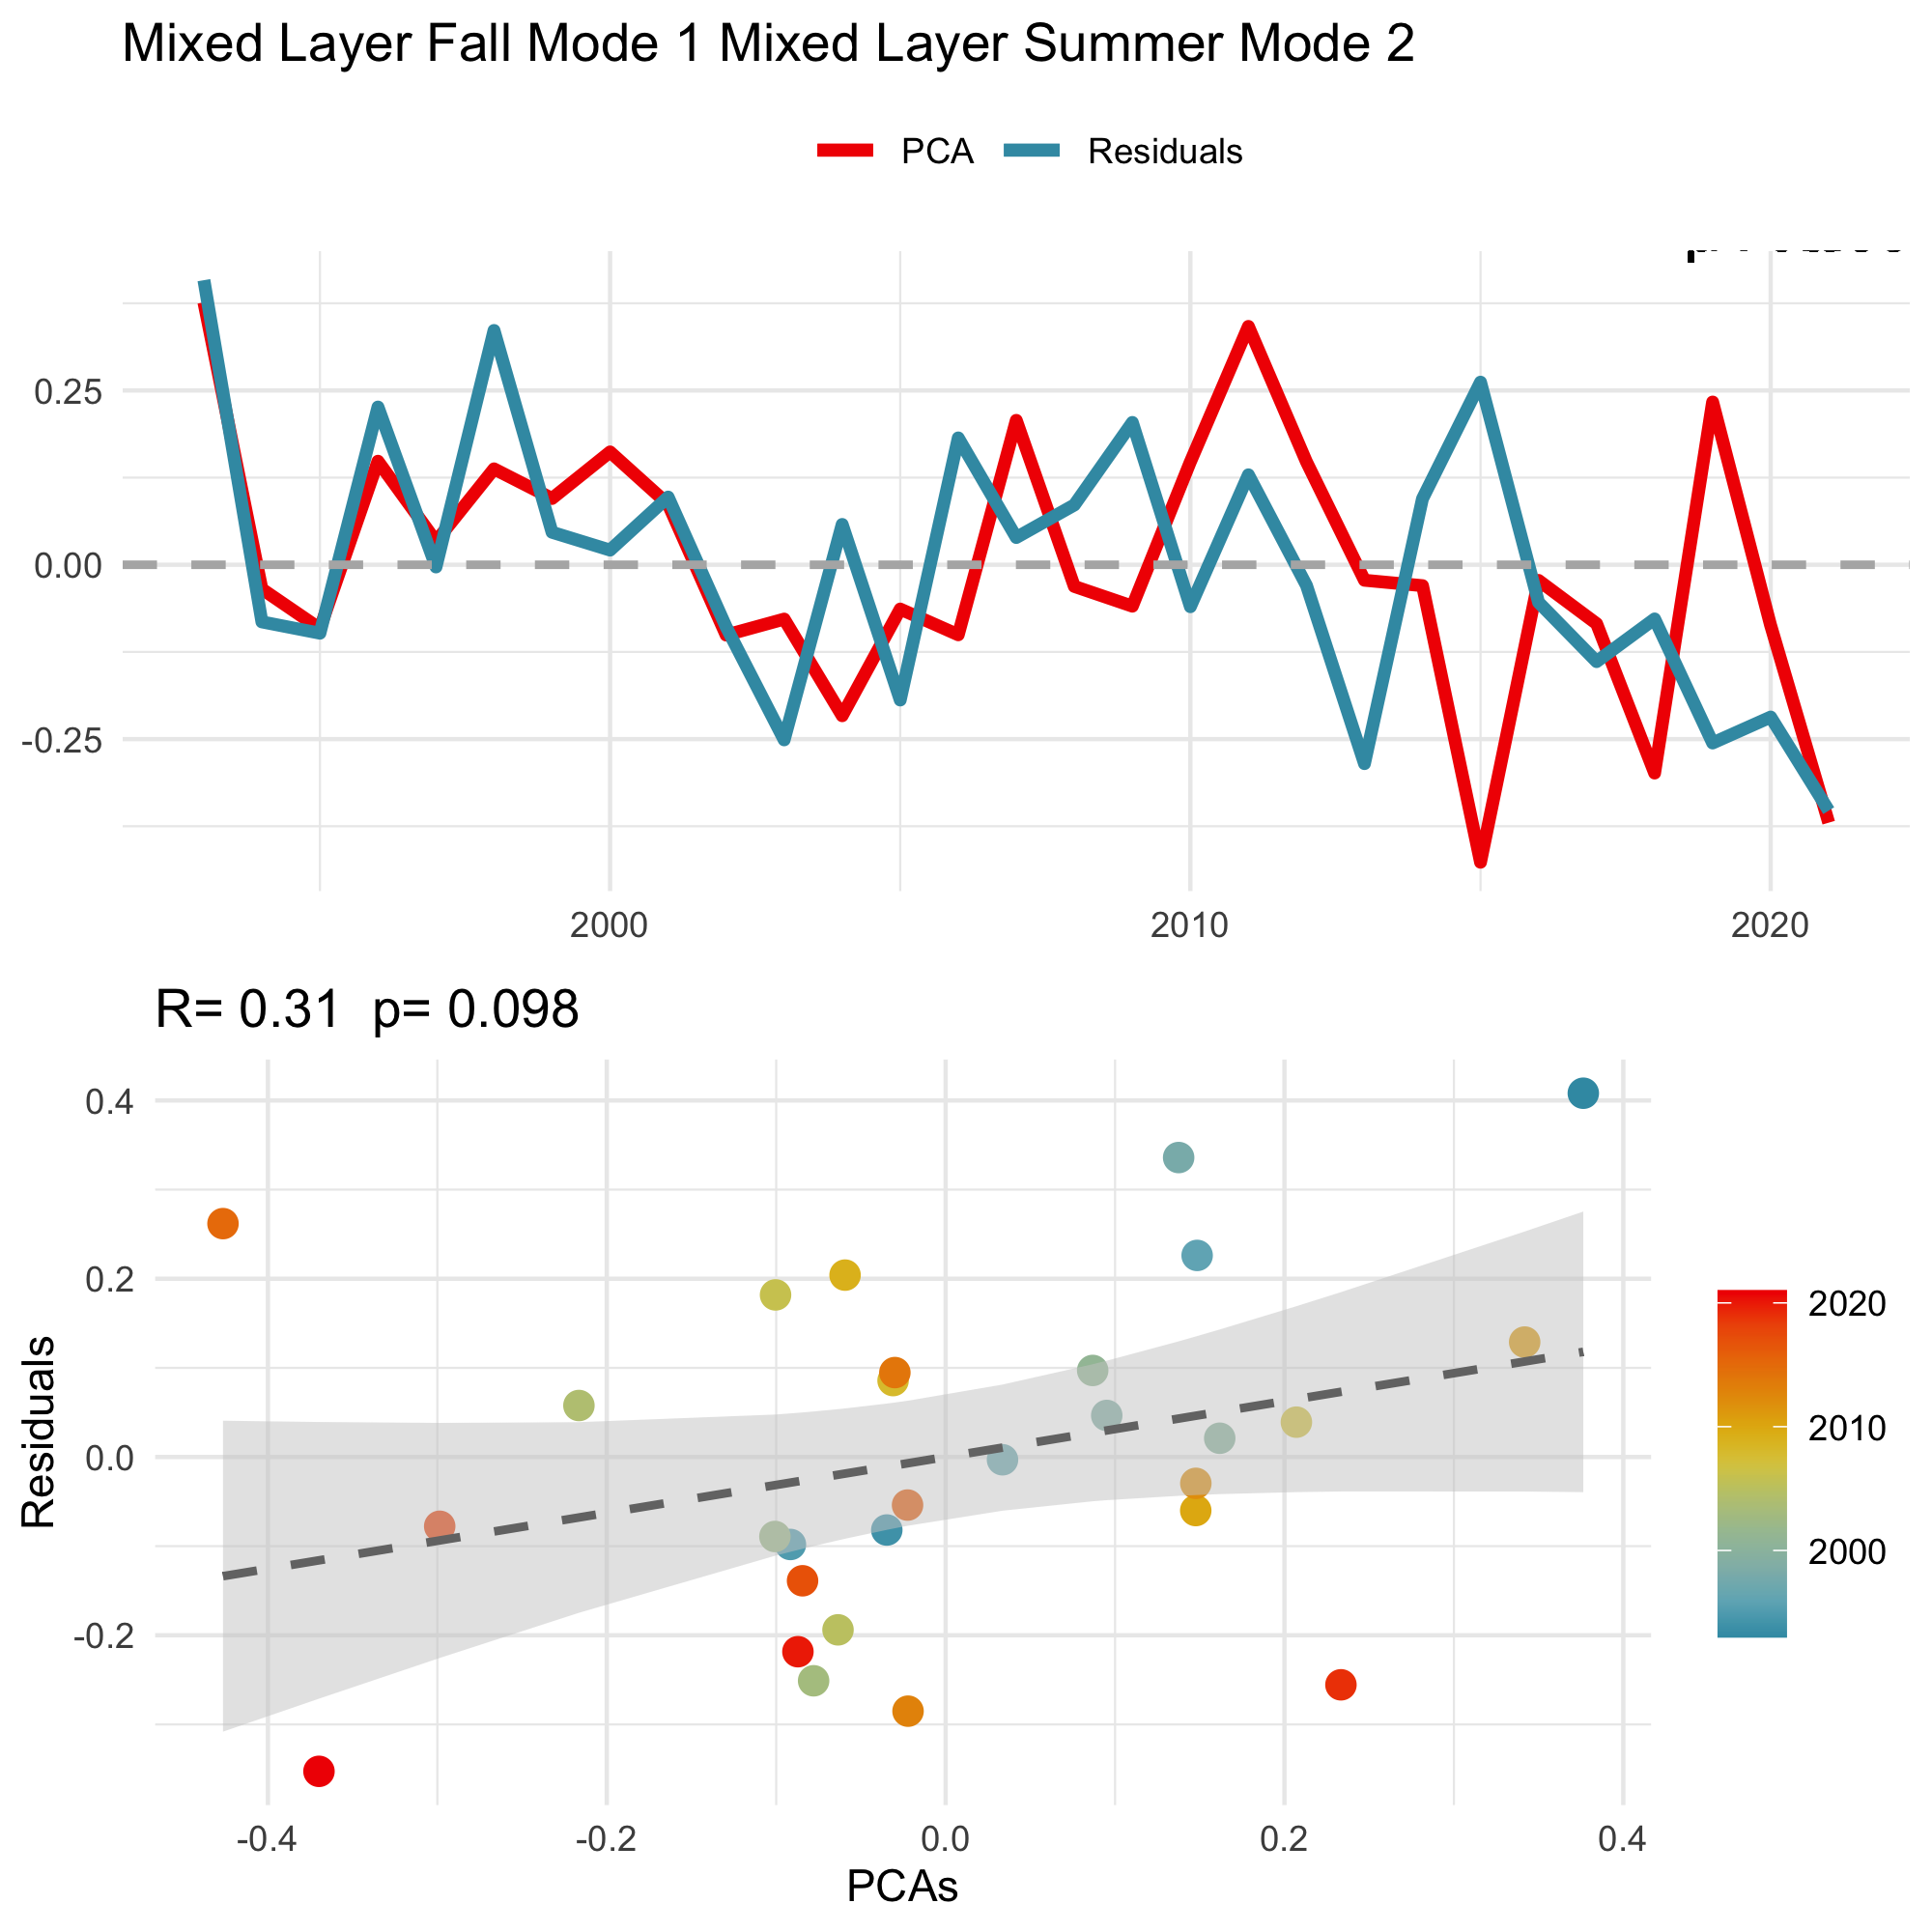 Mixed Layer Fall Mode 1 Mixed Layer Summer Mode 2
PCA Residuals
0.25
0.00
-0.25
2000 2010 2020
R= 0.31 p= 0.098
Residuals
0.4
0.2
0.0
-0.2
-0.4 -0.2 0.0 0.2 0.4
PCAs
2020
2010
2000